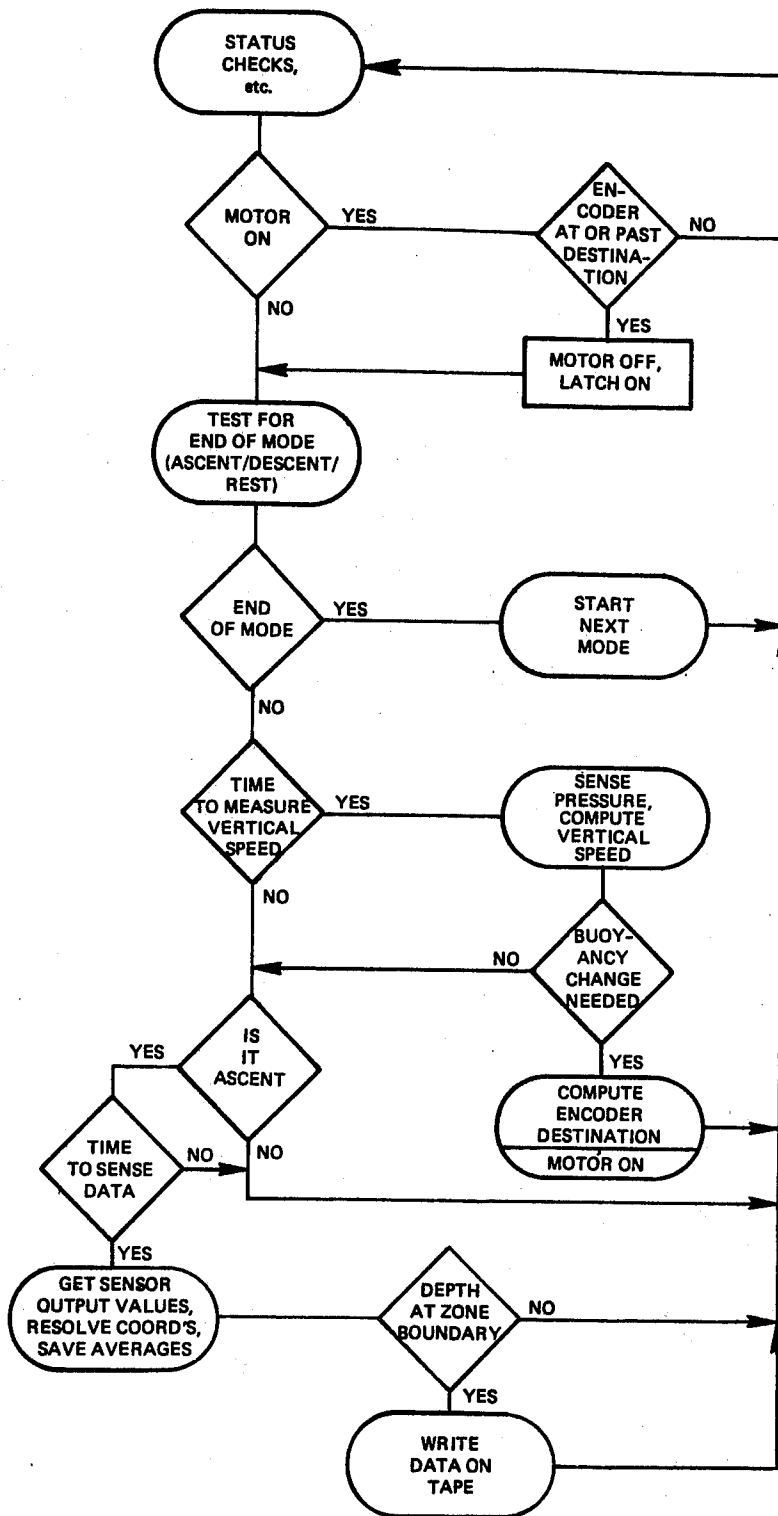 STATUS
CHECKS,
etc.
MOTOR
ON
YES
EN-
CODER
AT OR PAST
DESTINA-
TION
NO
NO
YES
MOTOR OFF,
LATCH ON
TEST FOR
END OF MODE
(ASCENT/DESCENT/
REST)
END
OF MODE
YES
START
NEXT
MODE
NO
TIME
TO MEASURE
VERTICAL
SPEED
YES
SENSE
PRESSURE,
COMPUTE
VERTICAL
SPEED
NO
BUOY-
ANCY
CHANGE
NEEDED
NO
YES
IS
IT
ASCENT
YES
NO
COMPUTE
ENCODER
DESTINATION
MOTOR ON
TIME
TO SENSE
DATA
NO
YES
GET SENSOR
OUTPUT VALUES,
RESOLVE COORD'S,
SAVE AVERAGES
DEPTH
AT ZONE
BOUNDARY
NO
YES
WRITE
DATA ON
TAPE